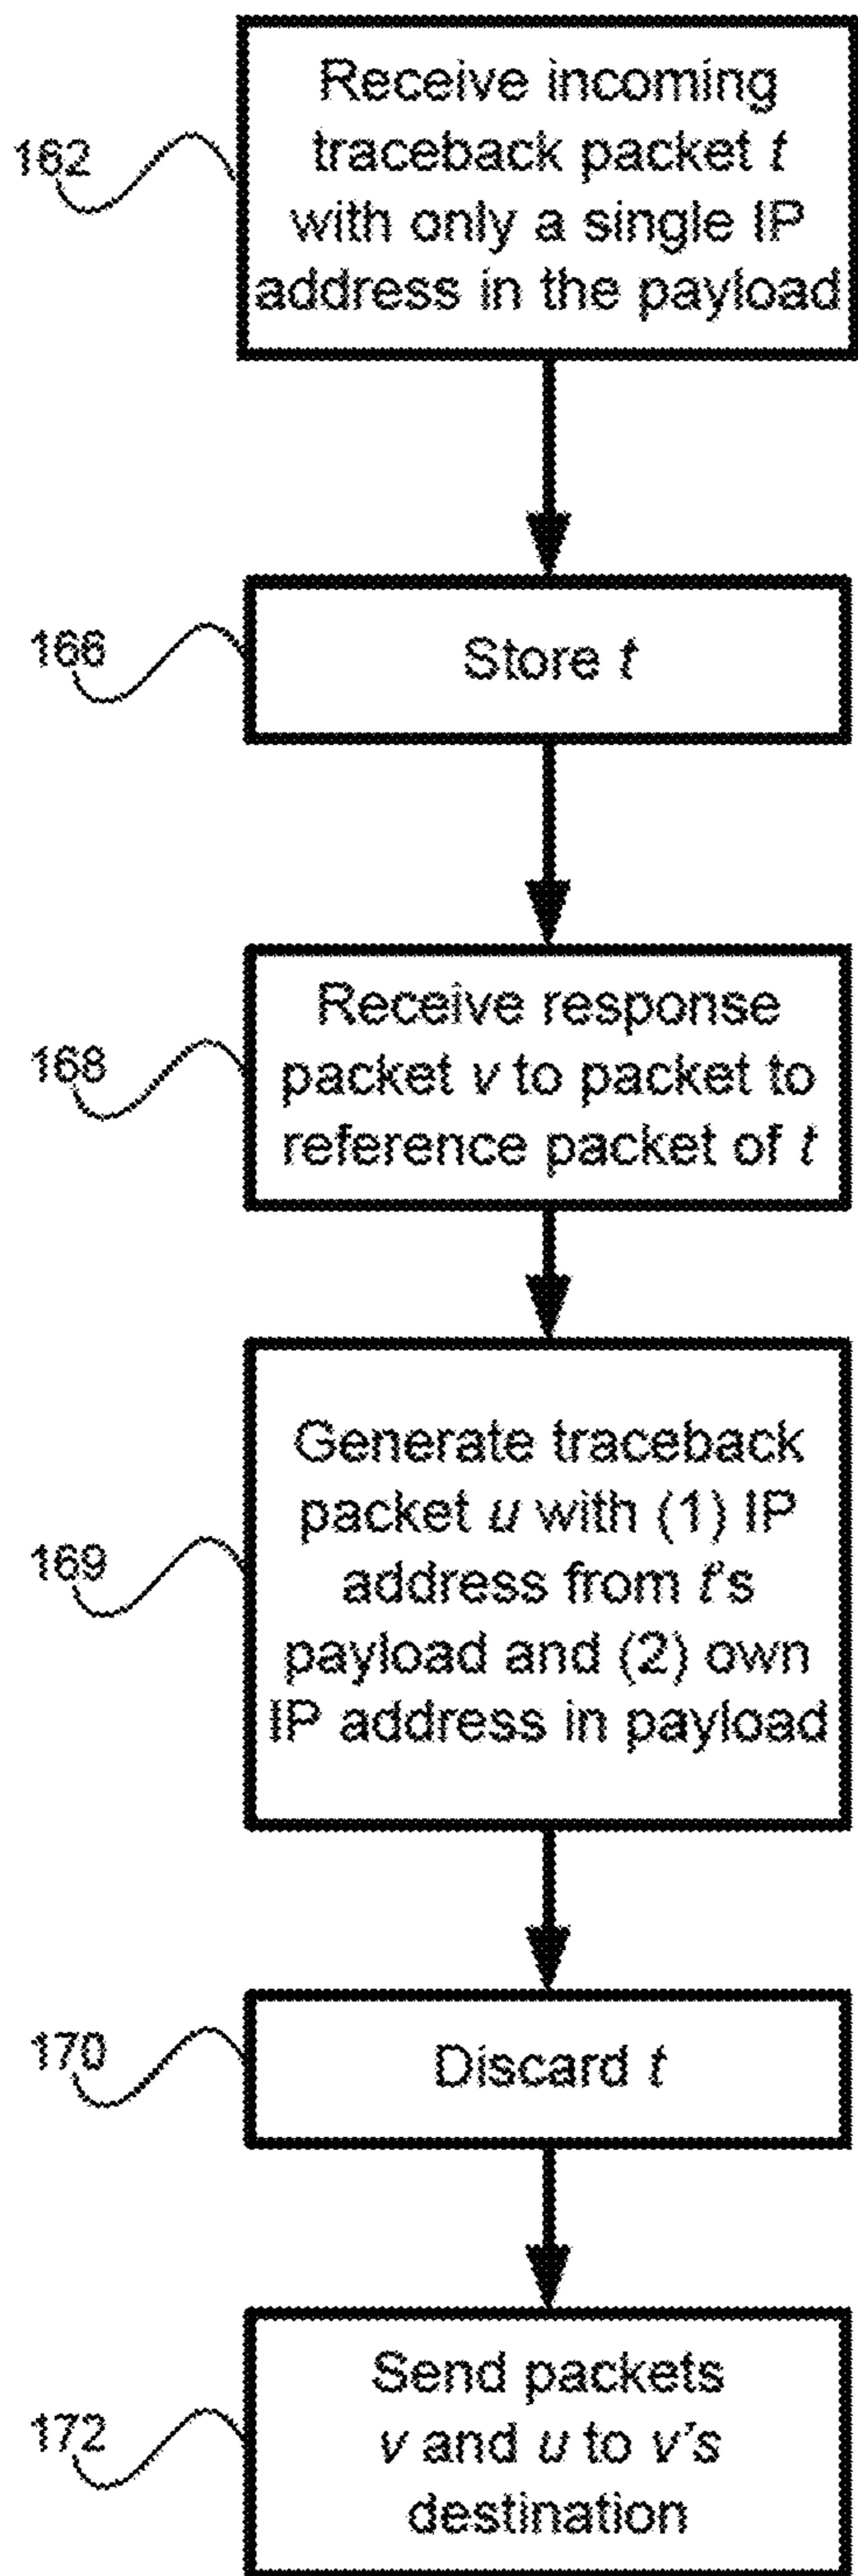 162
Receive incoming
traceback packet t
with only a single IP
address in the payload
166
Store t
168
Receive response
packet v to packet to
reference packet of t
169
Generate traceback
packet u with (1) IP
address from t's
payload and (2) own
IP address in payload
170
Discard t
172
Send packets
v and u to v's
destination